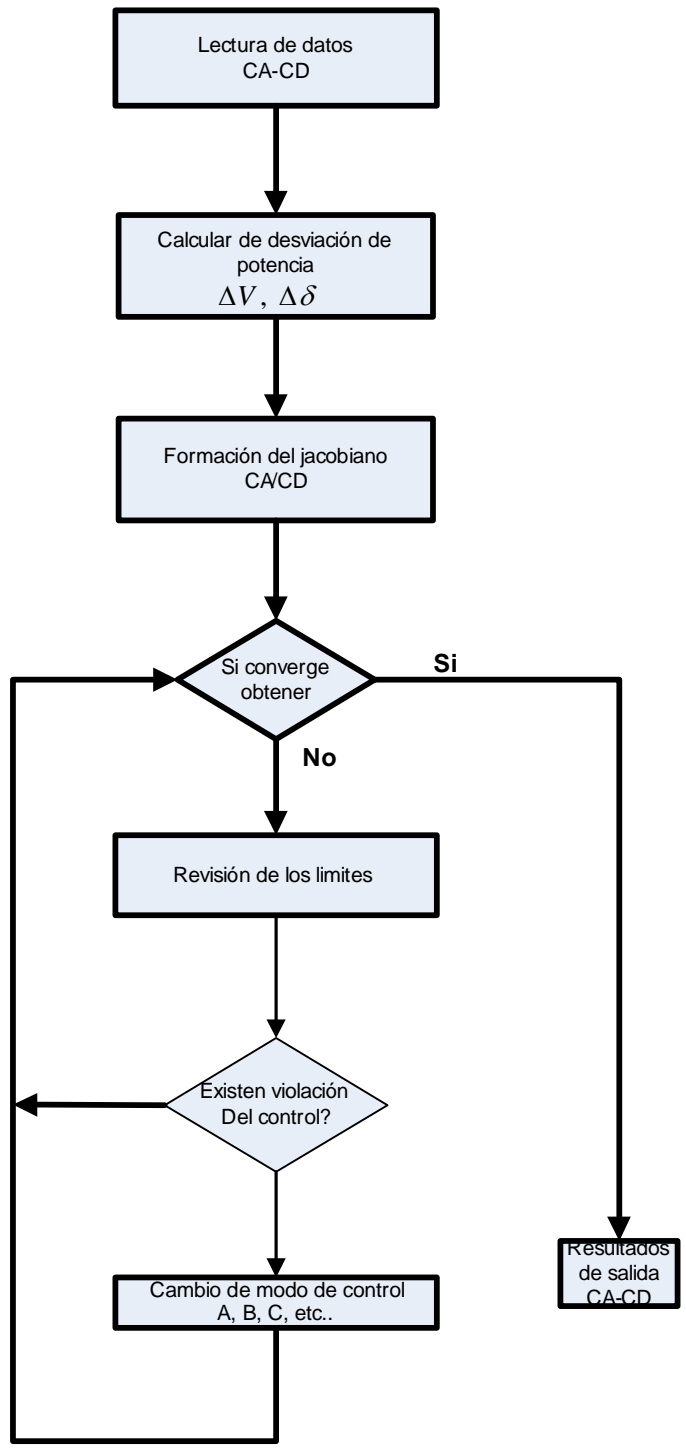 Lectura de datos
CA-CD
Calcular de desviación de
potencia
ΔV, Δδ
Formación del jacobiano
CA/CD
Si converge
obtener
Si
No
Revisión de los limites
Existen violación
Del control?
Cambio de modo de control
A, B, C, etc..
Resultados
de salida
CA-CD